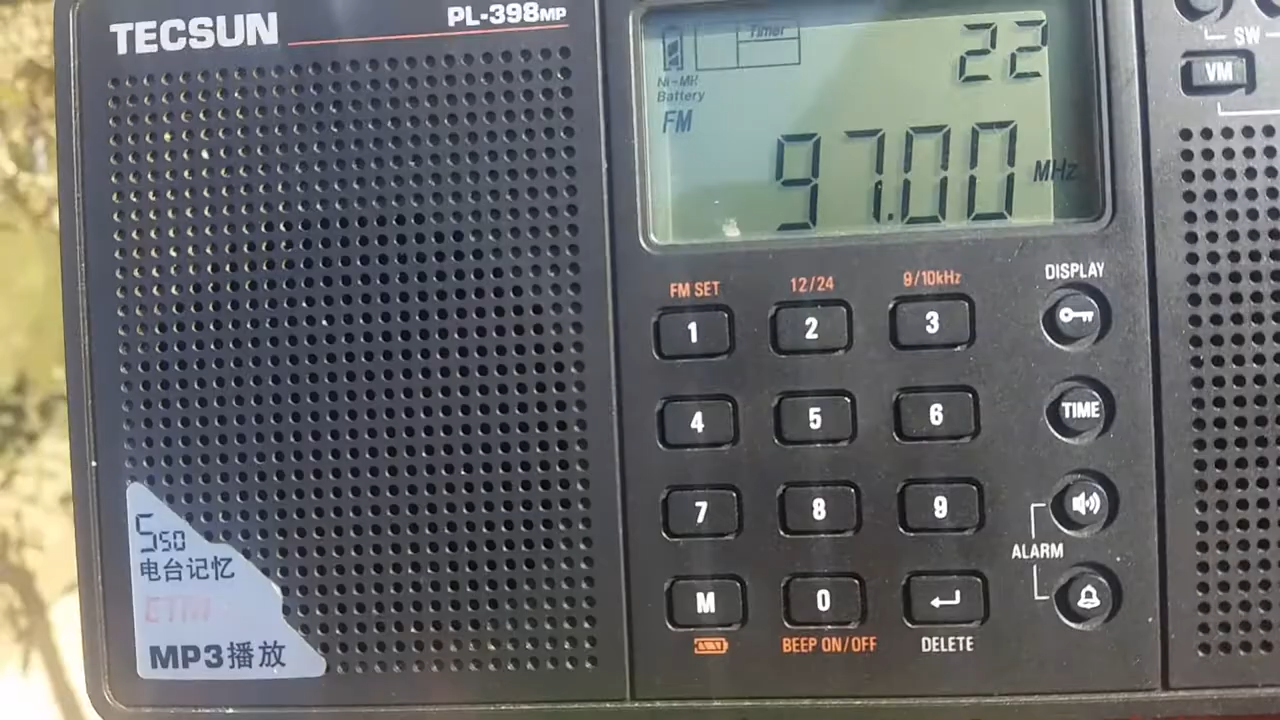 TECSUN
PL-398MP
Timer
22
Ni-MH
Battery
FM
97.00 MHz
SW
VM
FM SET
12/24
9/10kHz
DISPLAY
1
2
3
4
5
6
TIME
7
8
9
ALARM
M
0
BEEP ON/OFF
DELETE
550
电台记忆
ETM
MP3播放